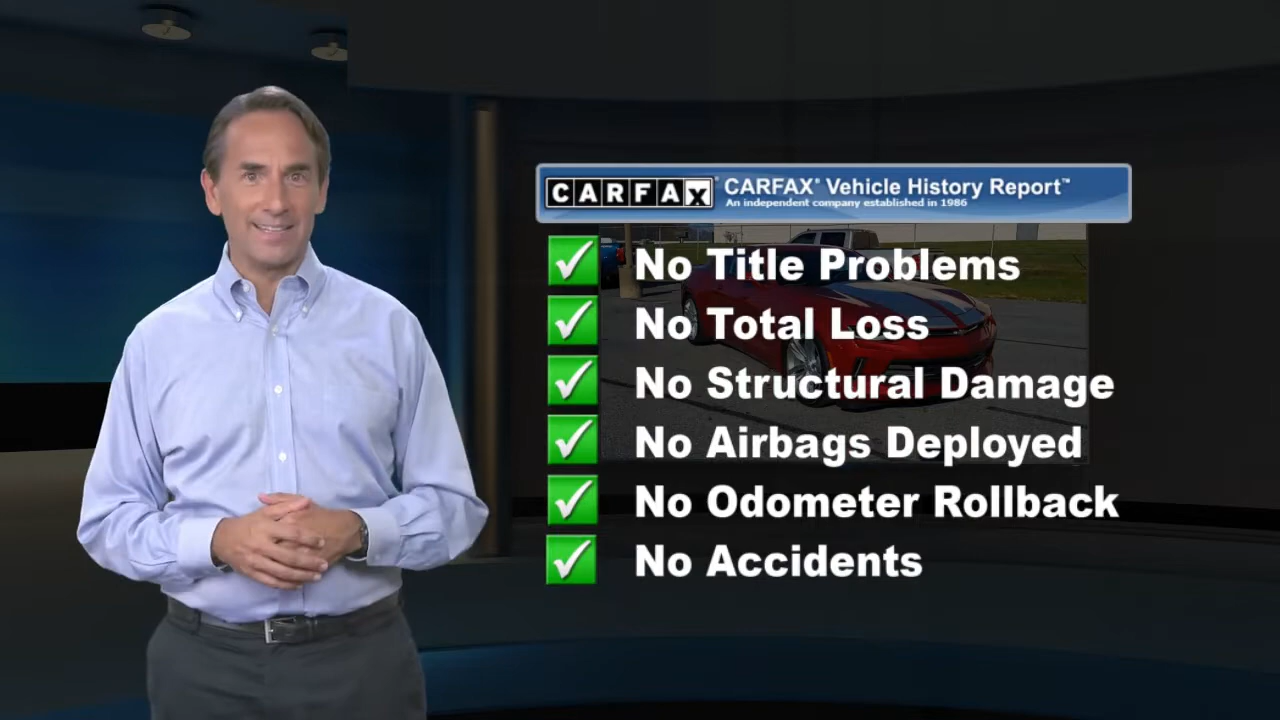 CARFAX
CARFAX® Vehicle History Report™
An independent company established in 1986
No Title Problems
No Total Loss
No Structural Damage
No Airbags Deployed
No Odometer Rollback
No Accidents